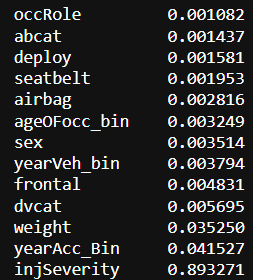 occRole 0.001082
abcat 0.001437
deploy 0.001581
seatbelt 0.001953
airbag 0.002816
ageOFocc_bin 0.003249
sex 0.003514
yearVeh_bin 0.003794
frontal 0.004831
dvcat 0.005695
weight 0.035250
yearAcc_Bin 0.041527
injSeverity 0.893271